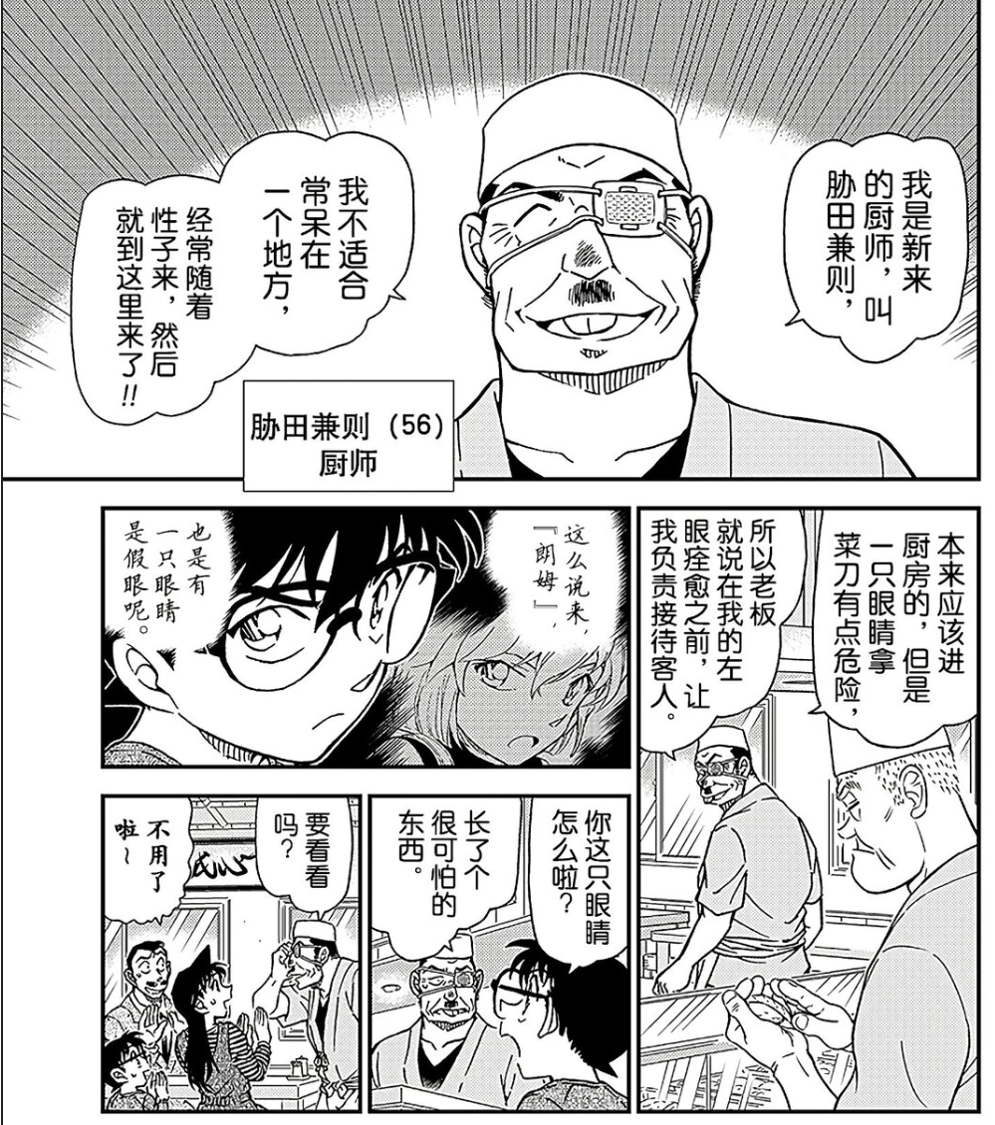 我是新来
的厨师，叫
胁田兼则，
我不适合
常呆在
一个地方，
经常随着
性子来，然后
就到这里来了!!
胁田兼则（56）
厨师
本来应该进
厨房的，但是
一只眼睛拿
菜刀有点危险，
所以老板
就说在我的左
眼痊愈之前，让
我负责接待客人。
这么说来，
『朗姆』，
也是有
一只眼睛
是假眼呢。
你这只眼睛
怎么啦？
长了个
很可怕的
东西。
要看看
吗？
不用了
啦～